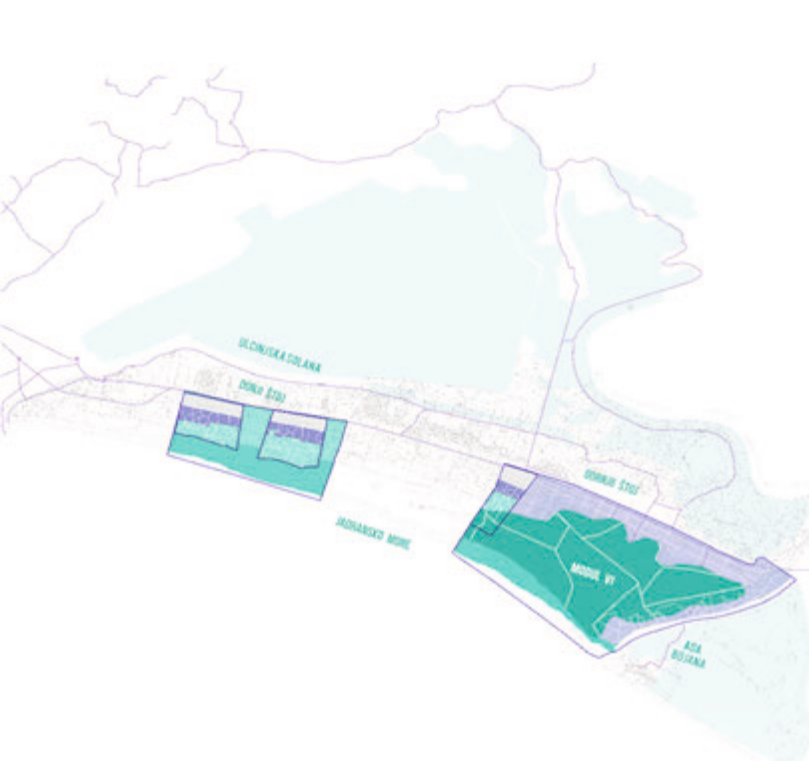 ULCINJSKA SOLANA
DONJI ŠTOJ
GORNJI ŠTOJ
JADRANSKO MORE
MODUL VI
ADA
BOJANA